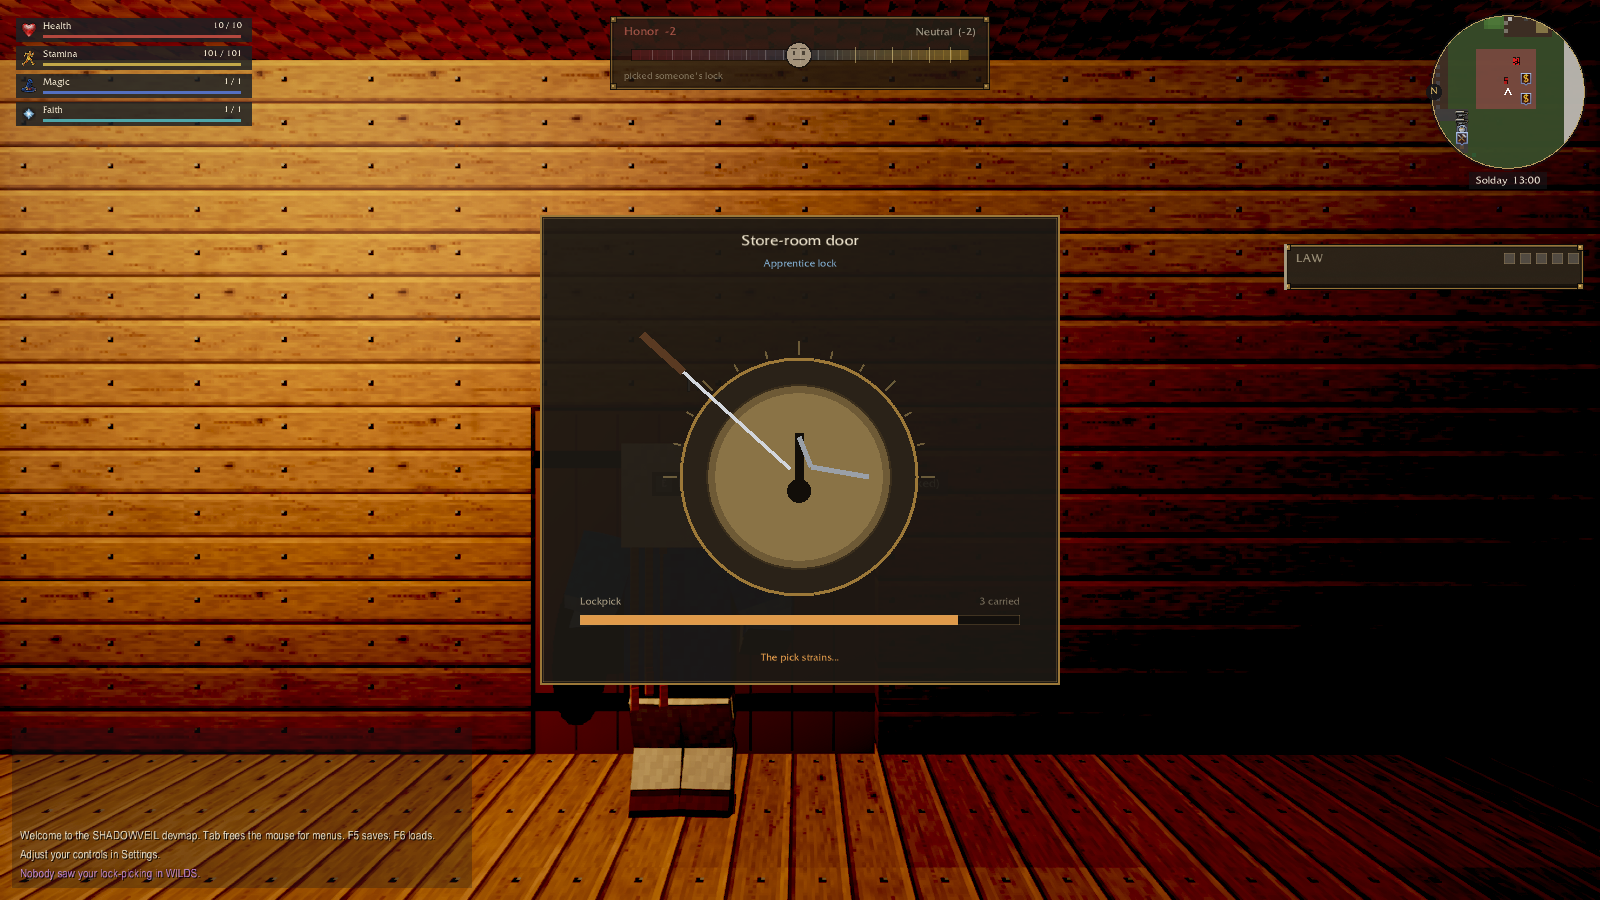 Health 10 / 10
Stamina 101 / 101
Magic 1 / 1
Faith 1 / 1
Honor -2 Neutral (-2)
picked someone's lock
N
Solday 13:00
LAW
Store-room door
Apprentice lock
Lockpick 3 carried
The pick strains...
Welcome to the SHADOWVEIL devmap. Tab frees the mouse for menus. F5 saves; F6 loads.
Adjust your controls in Settings.
Nobody saw your lock-picking in WILDS.